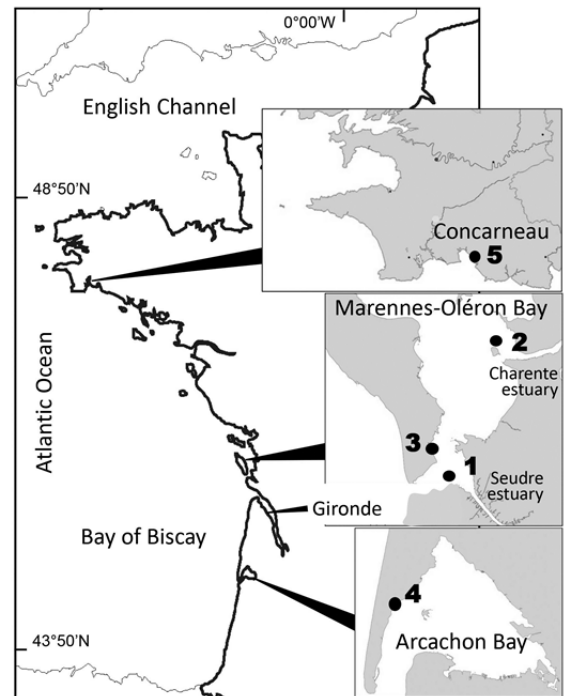 0°00'W
English Channel
48°50'N
Concarneau
5
Marennes-Oléron Bay
2
Charente
estuary
Atlantic Ocean
3
1
Seudre
estuary
Gironde
Bay of Biscay
4
43°50'N
Arcachon Bay